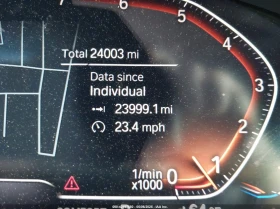 Total 24003 mi
Data since
Individual
23999.1 mi
23.4 mph
1/min
x1000
0
1
2
3
4
5
6
7